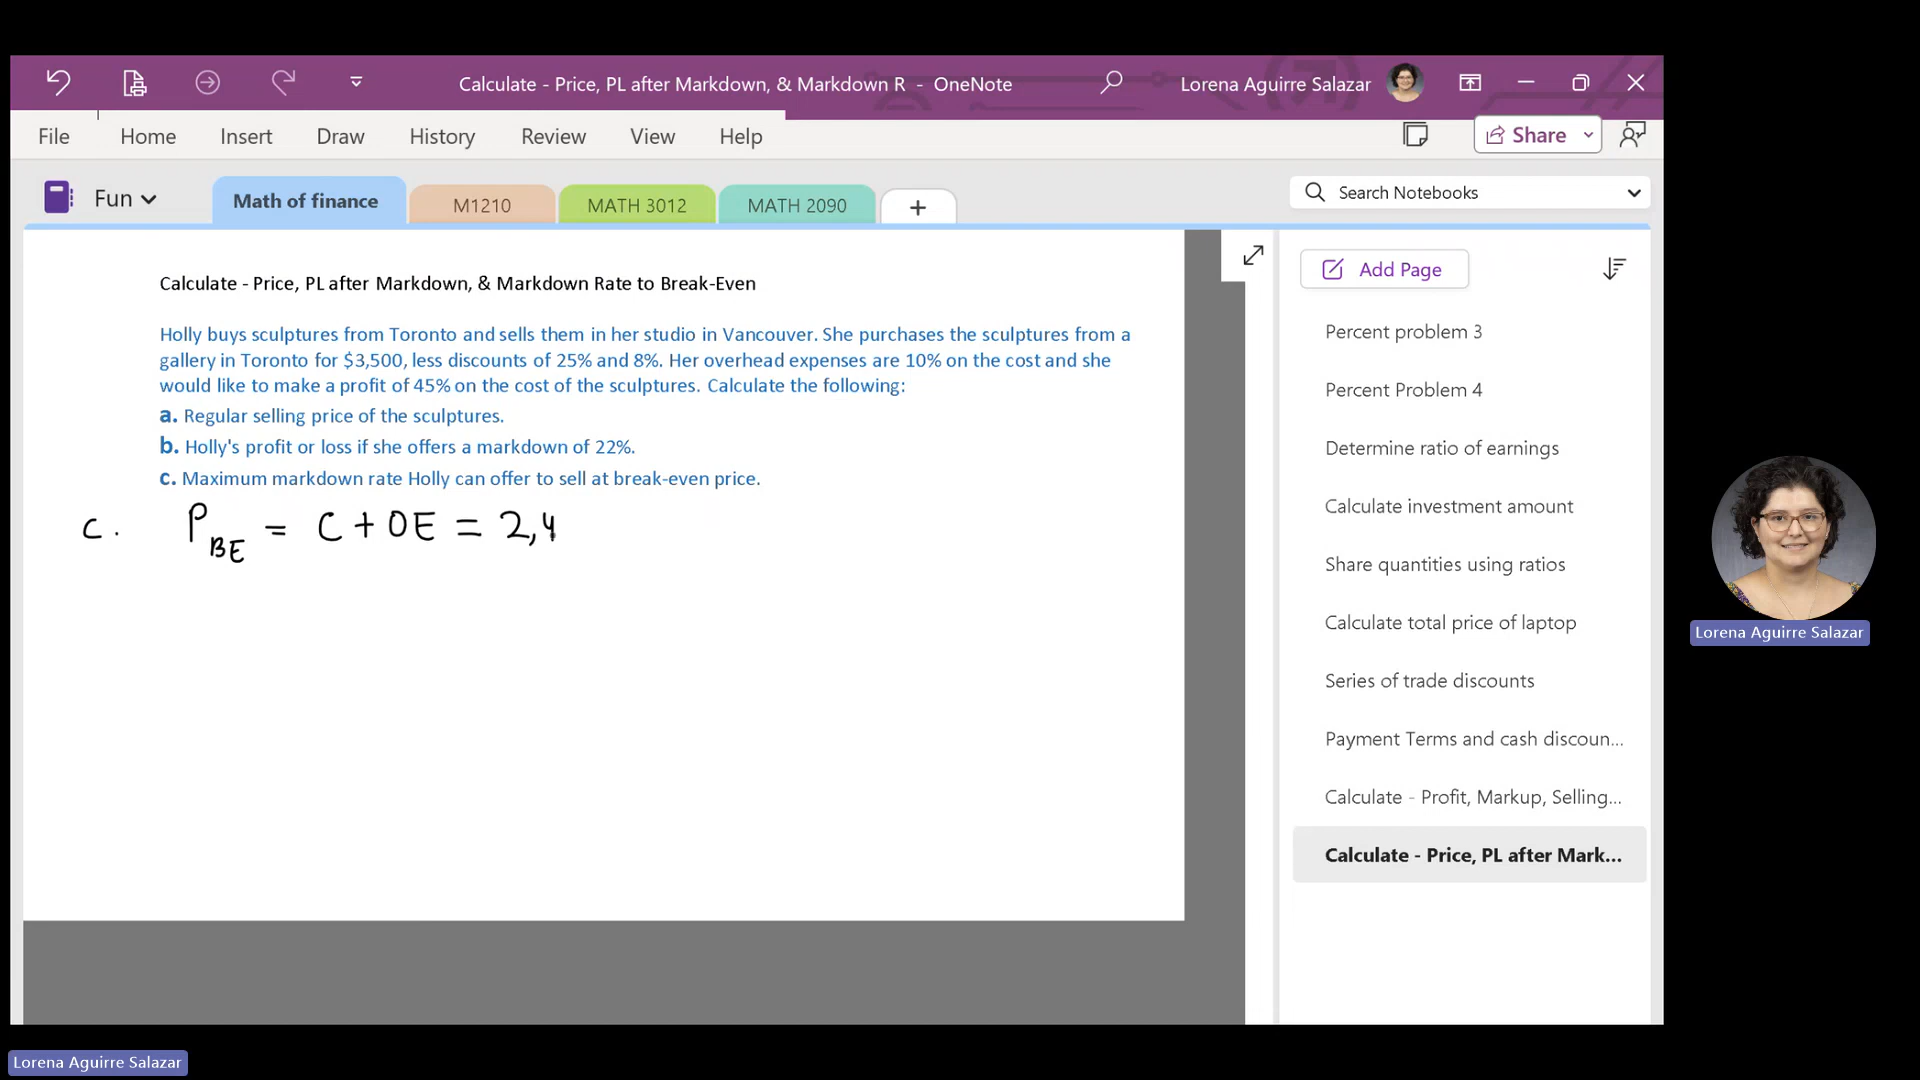 Calculate - Price, PL after Markdown, & Markdown R - OneNote
Lorena Aguirre Salazar
File Home Insert Draw History Review View Help
Share
Fun
Math of finance
M1210
MATH 3012
MATH 2090
+
Search Notebooks
Calculate - Price, PL after Markdown, & Markdown Rate to Break-Even
Holly buys sculptures from Toronto and sells them in her studio in Vancouver. She purchases the sculptures from a
gallery in Toronto for $3,500, less discounts of 25% and 8%. Her overhead expenses are 10% on the cost and she
would like to make a profit of 45% on the cost of the sculptures. Calculate the following:
a. Regular selling price of the sculptures.
b. Holly's profit or loss if she offers a markdown of 22%.
c. Maximum markdown rate Holly can offer to sell at break-even price.
c. P_BE = C + OE = 2,4
Add Page
Percent problem 3
Percent Problem 4
Determine ratio of earnings
Calculate investment amount
Share quantities using ratios
Calculate total price of laptop
Series of trade discounts
Payment Terms and cash discoun...
Calculate - Profit, Markup, Selling...
Calculate - Price, PL after Mark...
Lorena Aguirre Salazar
Lorena Aguirre Salazar